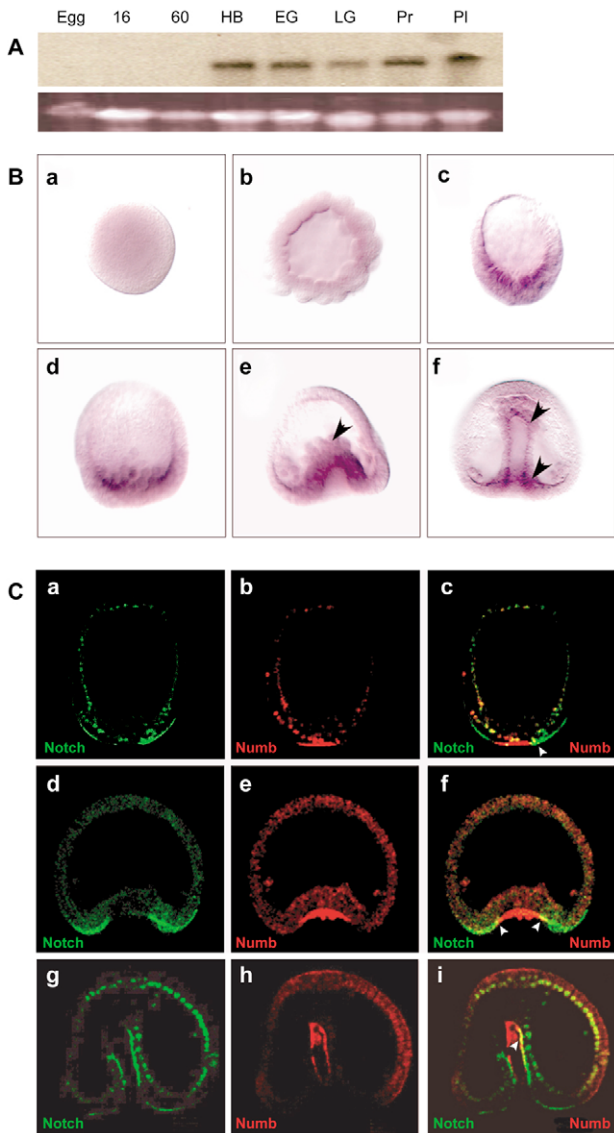 Egg 16 60 HB EG LG Pr Pl
A
B
a b c
d e f
C
a b c
Notch Numb Notch Numb
d e f
Notch Numb Notch Numb
g h i
Notch Numb Notch Numb